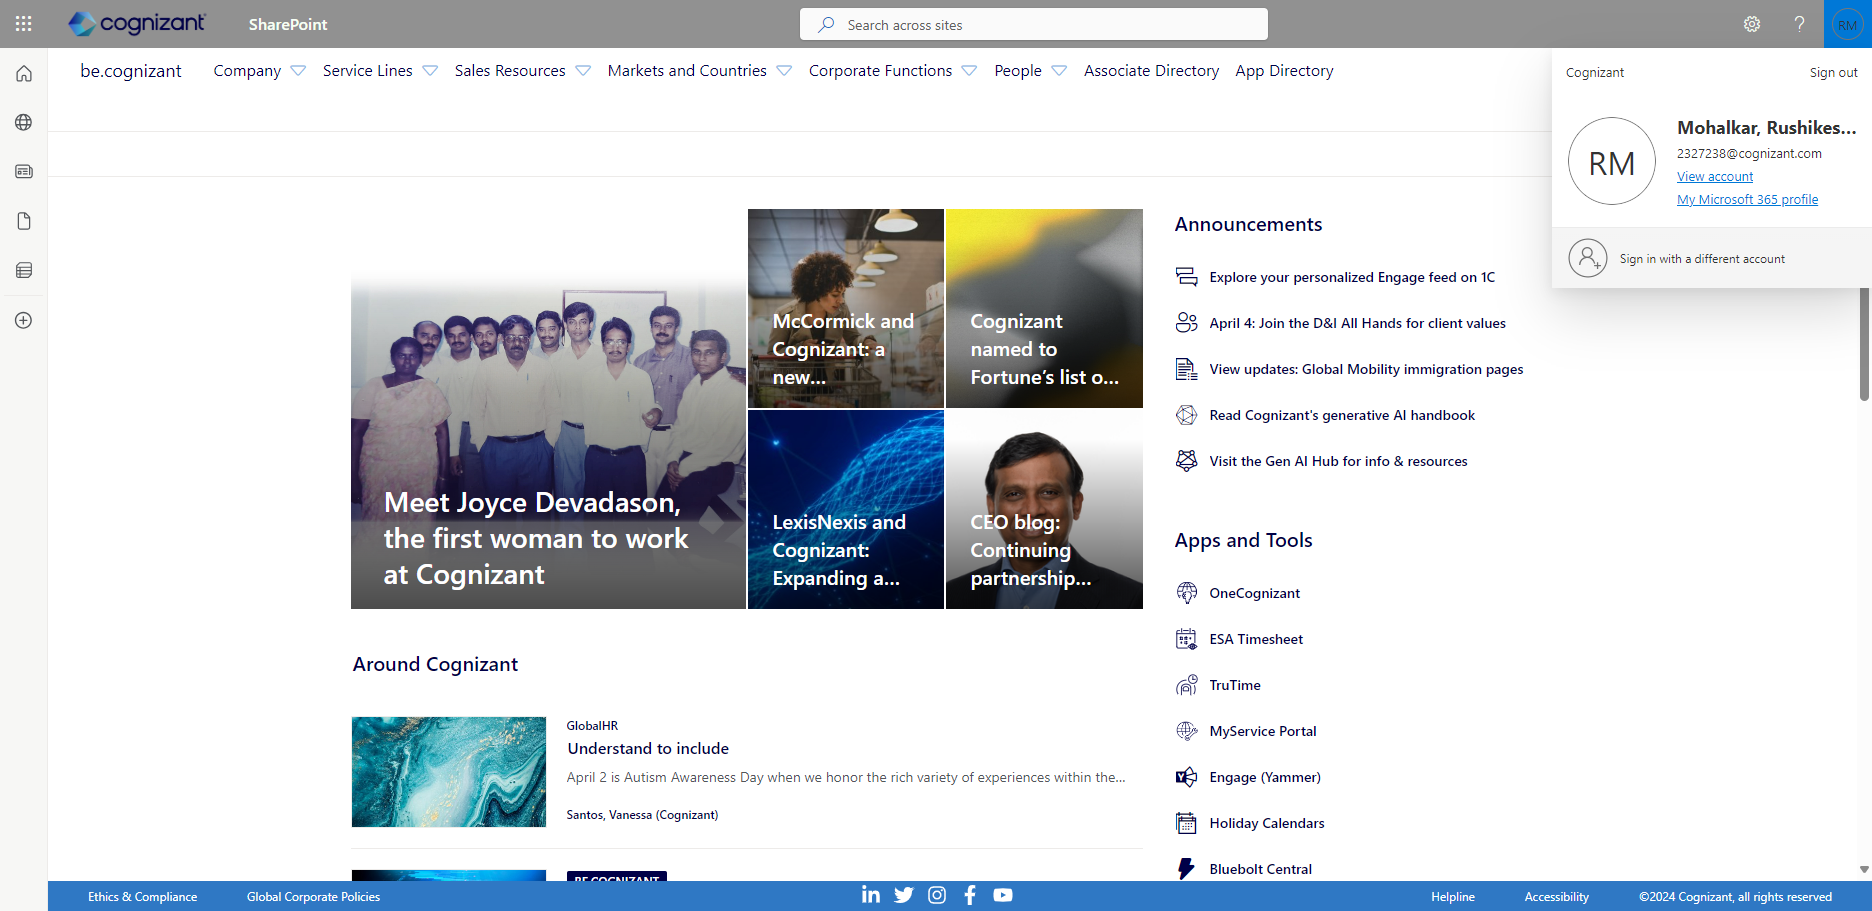 cognizant
SharePoint
Search across sites
?
RM
be.cognizant
Company
Service Lines
Sales Resources
Markets and Countries
Corporate Functions
People
Associate Directory
App Directory
Cognizant
Sign out
RM
Mohalkar, Rushikes...
2327238@cognizant.com
View account
My Microsoft 365 profile
Sign in with a different account
Meet Joyce Devadason,
the first woman to work
at Cognizant
McCormick and
Cognizant: a
new...
Cognizant
named to
Fortune’s list o...
LexisNexis and
Cognizant:
Expanding a...
CEO blog:
Continuing
partnership...
Announcements
Explore your personalized Engage feed on 1C
April 4: Join the D&I All Hands for client values
View updates: Global Mobility immigration pages
Read Cognizant's generative AI handbook
Visit the Gen AI Hub for info & resources
Apps and Tools
OneCognizant
ESA Timesheet
TruTime
MyService Portal
Engage (Yammer)
Holiday Calendars
Bluebolt Central
Around Cognizant
GlobalHR
Understand to include
April 2 is Autism Awareness Day when we honor the rich variety of experiences within the...
Santos, Vanessa (Cognizant)
BE.COGNIZANT
Ethics & Compliance
Global Corporate Policies
Helpline
Accessibility
©2024 Cognizant, all rights reserved